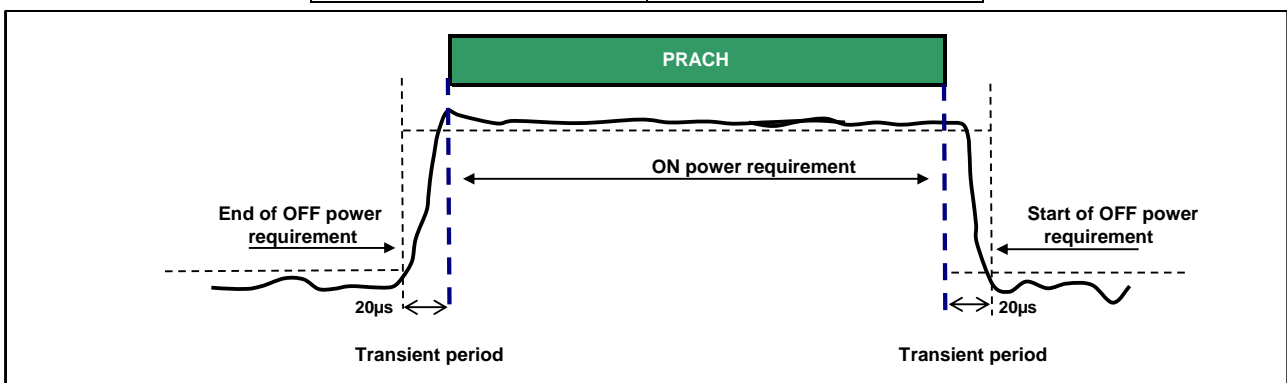 PRACH
ON power requirement
End of OFF power
requirement
Start of OFF power
requirement
20µs
20µs
Transient period
Transient period